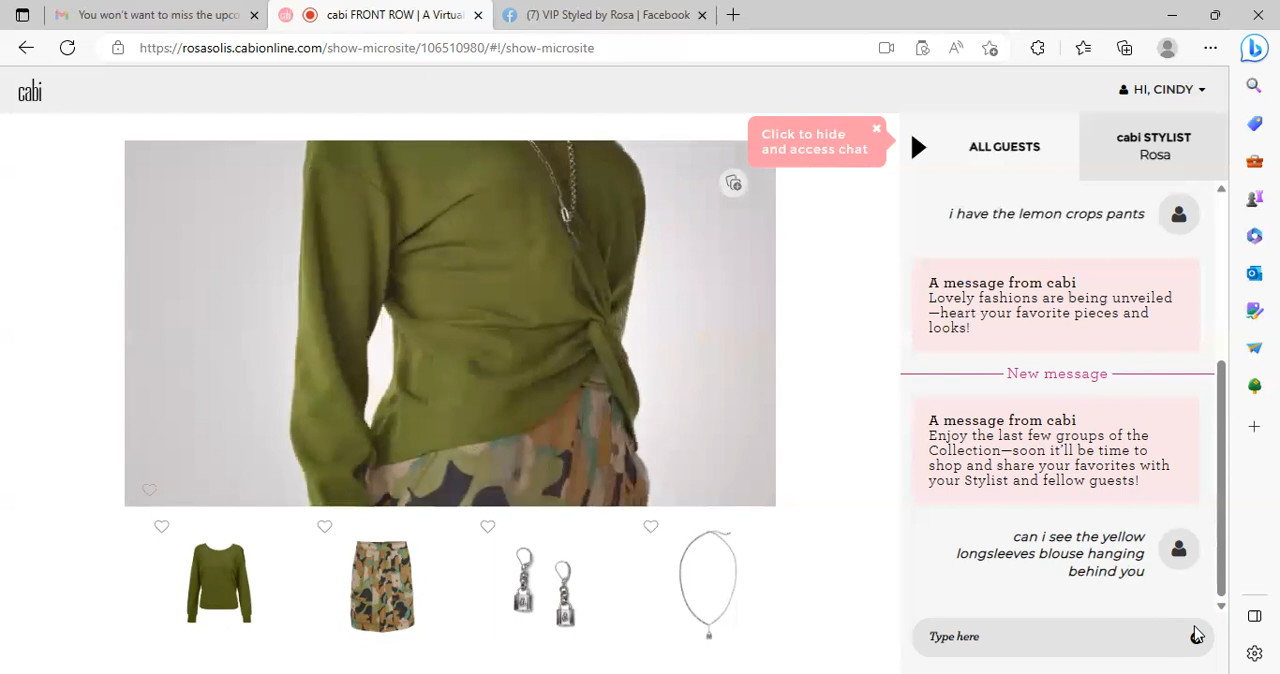 You won't want to miss the upco
cabi FRONT ROW | A Virtua
(7) VIP Styled by Rosa | Facebook
https://rosasolis.cabionline.com/show-microsite/106510980/#!/show-microsite
cabi
HI, CINDY
Click to hide
and access chat
ALL GUESTS
cabi STYLIST
Rosa
i have the lemon crops pants
A message from cabi
Lovely fashions are being unveiled
—heart your favorite pieces and
looks!
New message
A message from cabi
Enjoy the last few groups of the
Collection—soon it'll be time to
shop and share your favorites with
your Stylist and fellow guests!
can i see the yellow
longsleeves blouse hanging
behind you
Type here